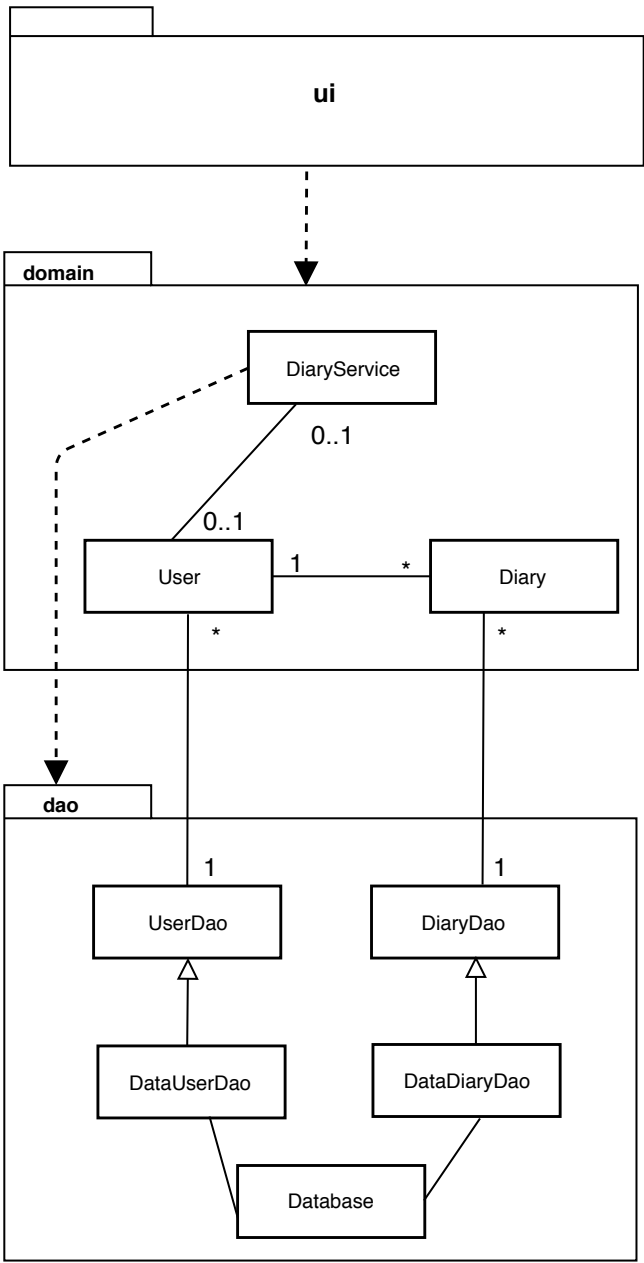 ui
domain
DiaryService
0..1
0..1
User
1
*
Diary
*
*
dao
1
1
UserDao
DiaryDao
DataUserDao
DataDiaryDao
Database